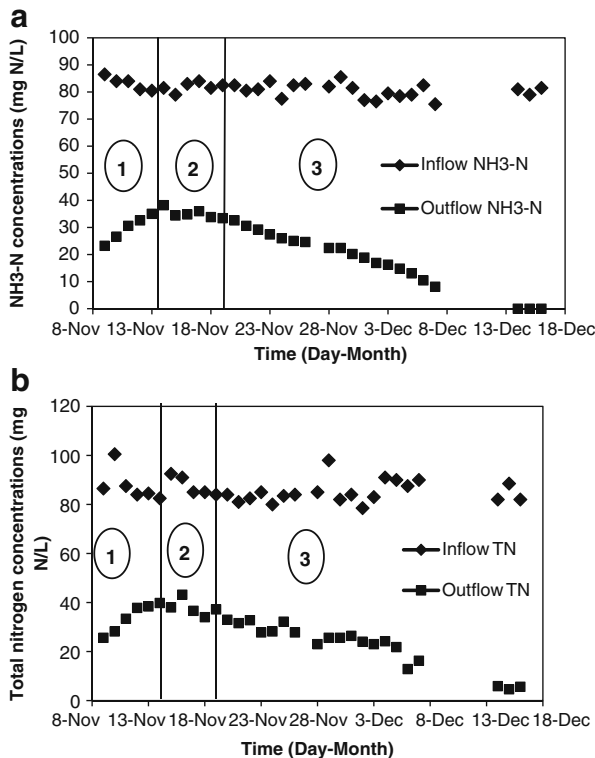 a
NH3-N concentrations (mg N/L)
100
90
80
70
60
50
40
30
20
10
0
1
2
3
Inflow NH3-N
Outflow NH3-N
8-Nov 13-Nov 18-Nov 23-Nov 28-Nov 3-Dec 8-Dec 13-Dec 18-Dec
Time (Day-Month)
b
Total nitrogen concentrations (mg
N/L)
120
100
80
60
40
20
0
1
2
3
Inflow TN
Outflow TN
8-Nov 13-Nov 18-Nov 23-Nov 28-Nov 3-Dec 8-Dec 13-Dec 18-Dec
Time (Day-Month)